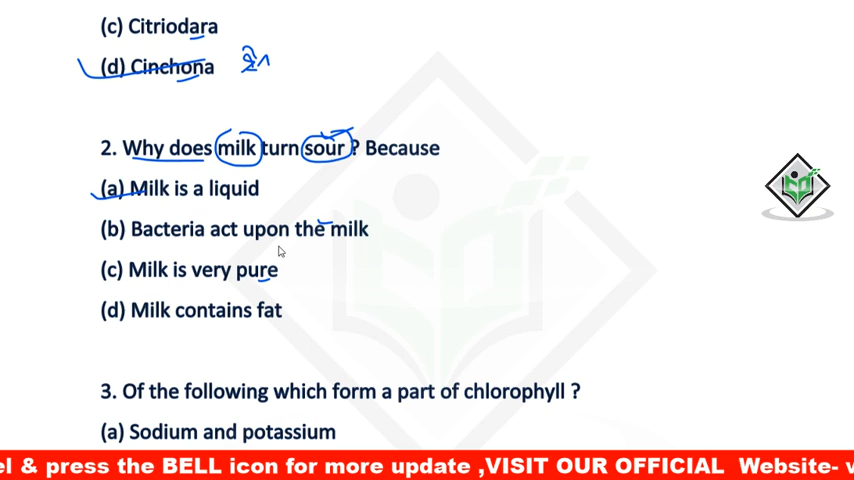 (c) Citriodara
(d) Cinchona
2. Why does milk turn sour ? Because
(a) Milk is a liquid
(b) Bacteria act upon the milk
(c) Milk is very pure
(d) Milk contains fat
3. Of the following which form a part of chlorophyll ?
(a) Sodium and potassium
el & press the BELL icon for more update ,VISIT OUR OFFICIAL Website- w